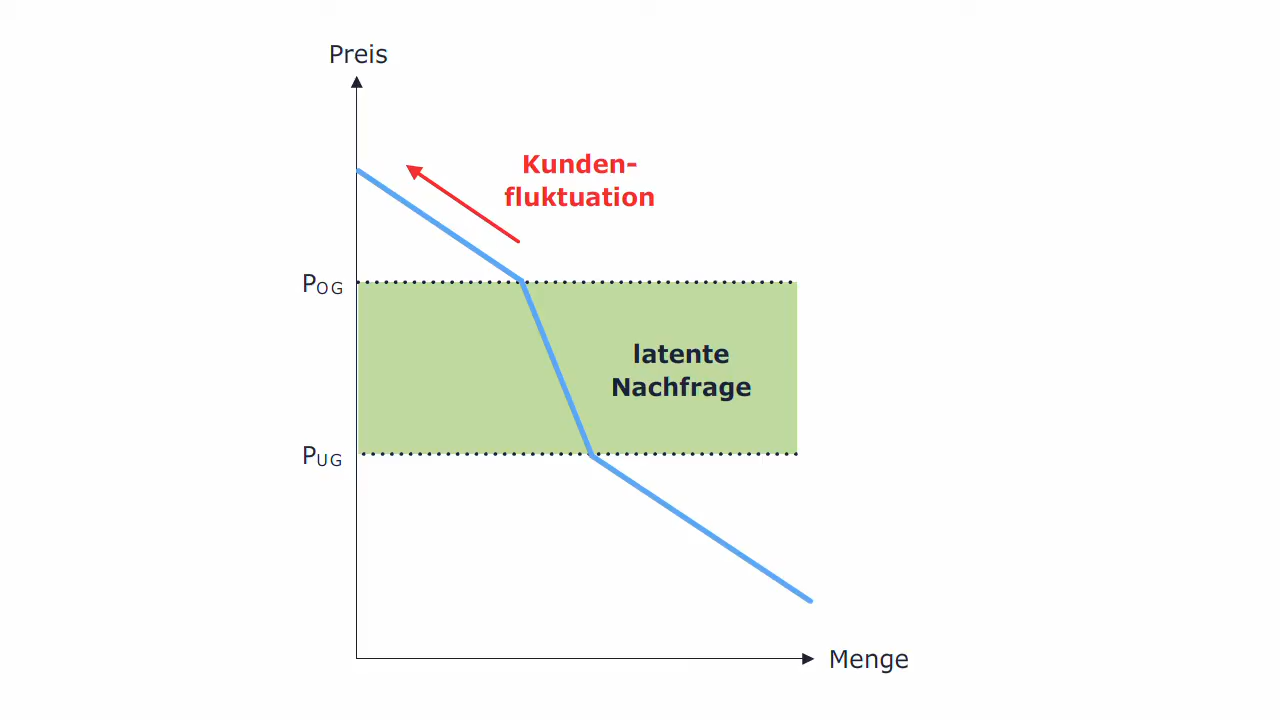 Preis
Kunden-
fluktuation
POG
latente
Nachfrage
PUG
Menge